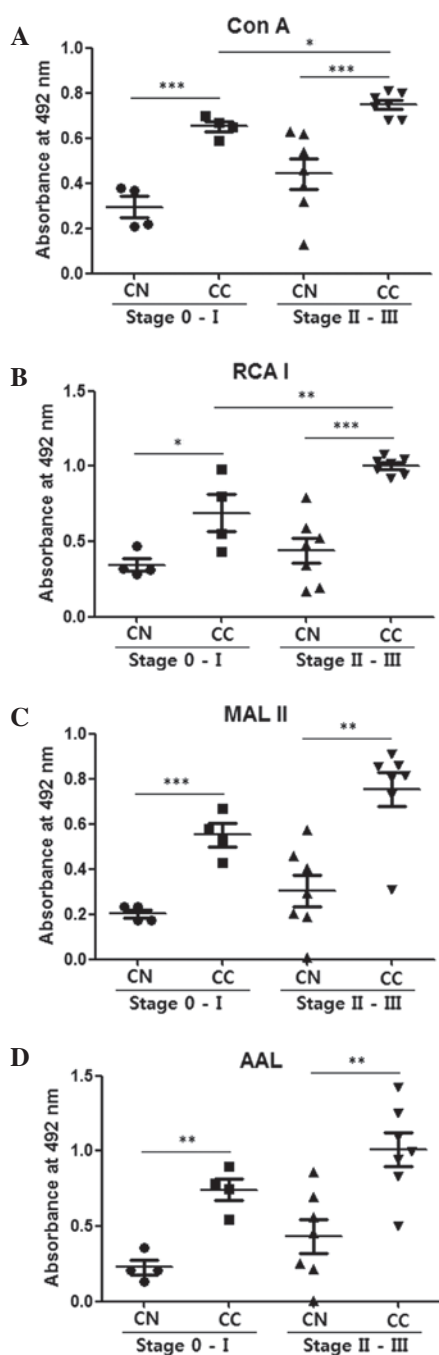 A
Con A
*
***
***
Absorbance at 492 nm
1.0
0.8
0.6
0.4
0.2
0.0
CN CC CN CC
Stage 0 - I Stage II - III
B
RCA I
**
*
***
Absorbance at 492 nm
1.5
1.0
0.5
0.0
CN CC CN CC
Stage 0 - I Stage II - III
C
MAL II
***
**
Absorbance at 492 nm
1.0
0.8
0.6
0.4
0.2
0.0
CN CC CN CC
Stage 0 - I Stage II - III
D
AAL
**
**
Absorbance at 492 nm
1.5
1.0
0.5
0.0
CN CC CN CC
Stage 0 - I Stage II - III